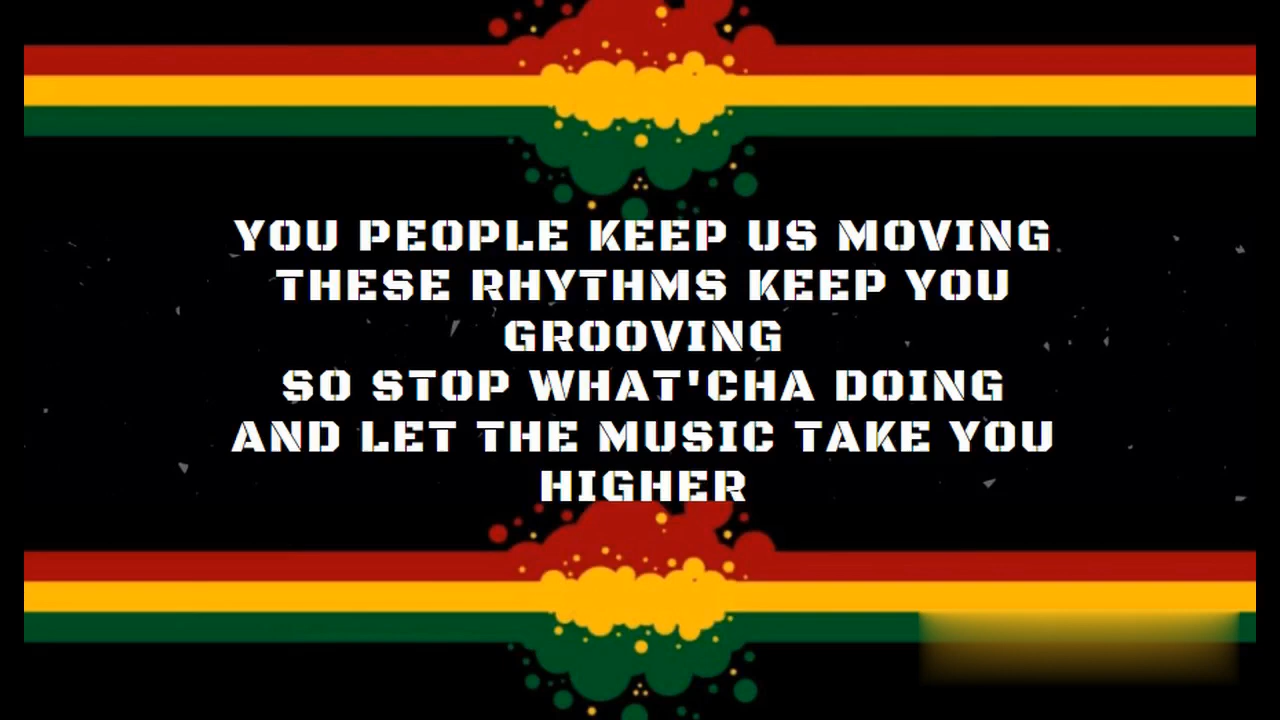 YOU PEOPLE KEEP US MOVING
THESE RHYTHMS KEEP YOU
GROOVING
SO STOP WHAT'CHA DOING
AND LET THE MUSIC TAKE YOU
HIGHER